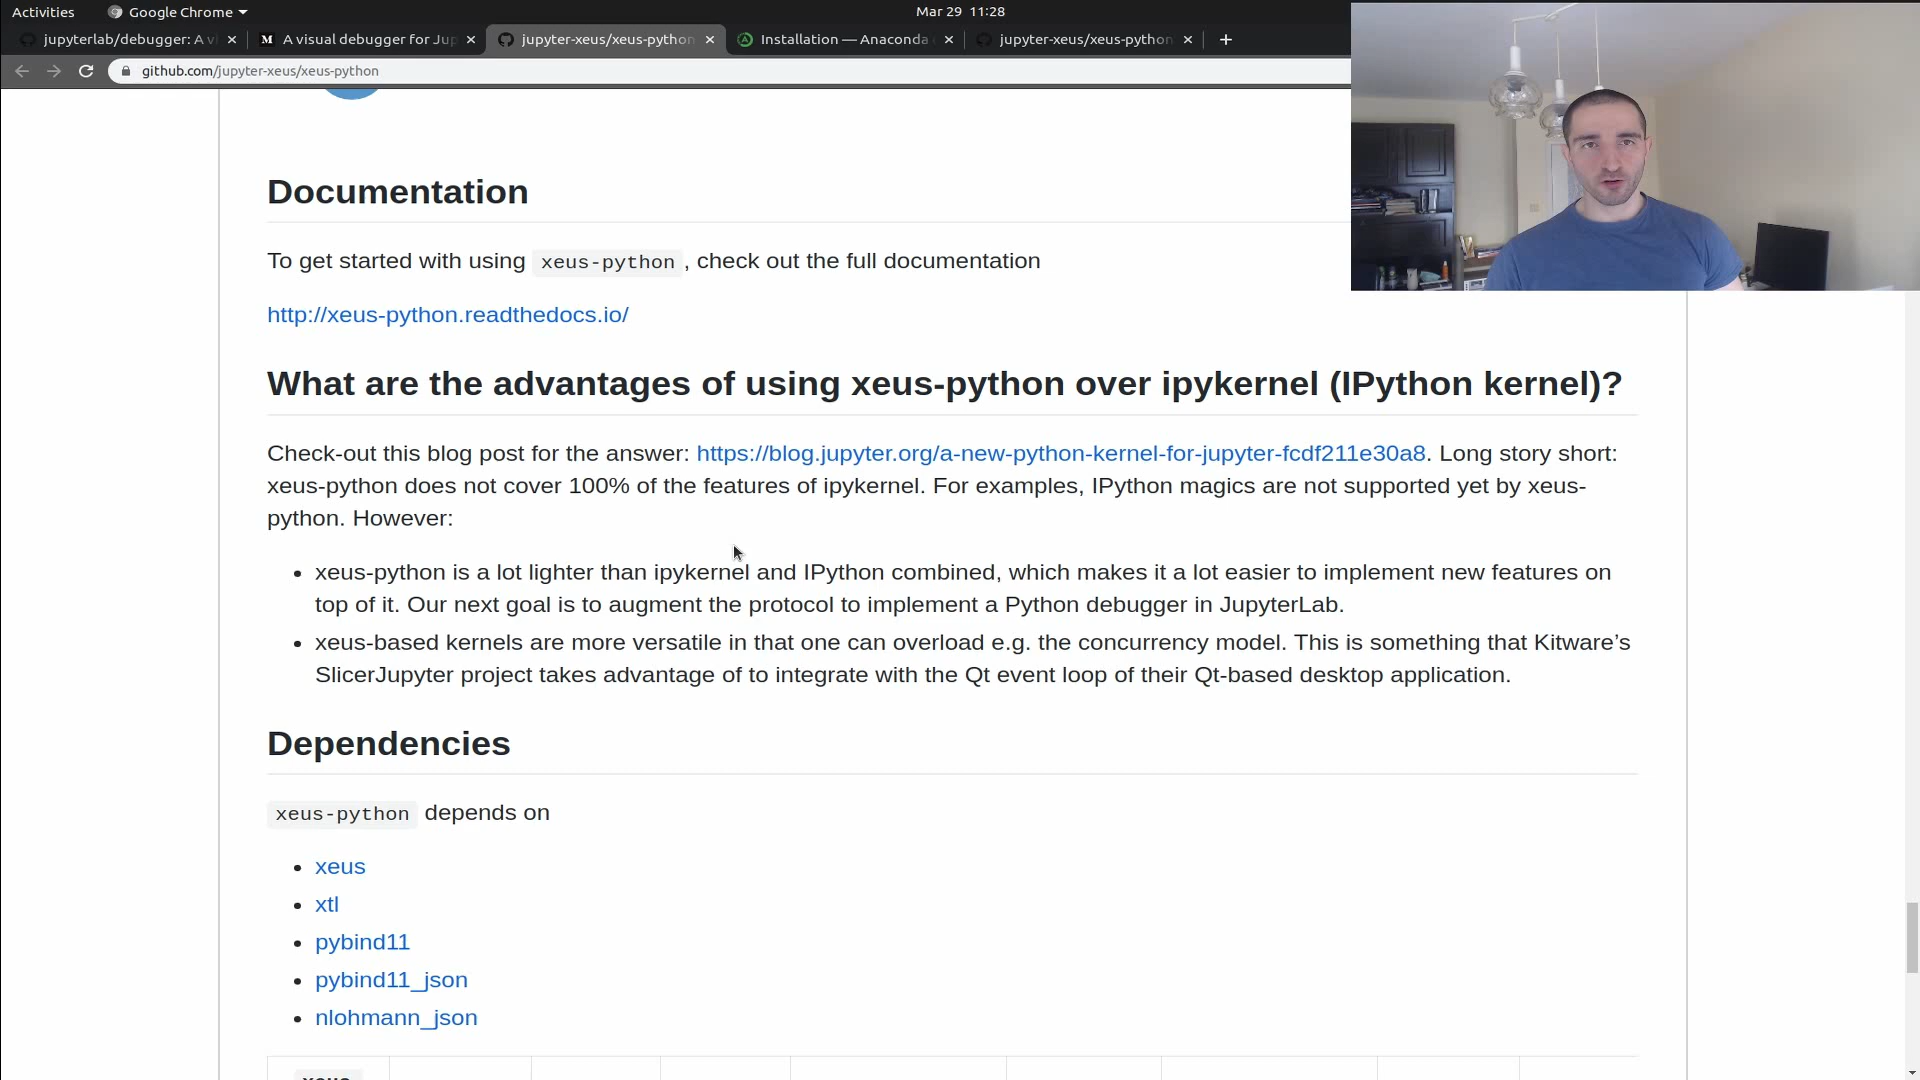 Activities Google Chrome Mar 29 11:28
jupyterlab/debugger: A vi A visual debugger for Jup jupyter-xeus/xeus-python Installation — Anaconda jupyter-xeus/xeus-python
github.com/jupyter-xeus/xeus-python
Documentation
To get started with using xeus-python , check out the full documentation
http://xeus-python.readthedocs.io/
What are the advantages of using xeus-python over ipykernel (IPython kernel)?
Check-out this blog post for the answer: https://blog.jupyter.org/a-new-python-kernel-for-jupyter-fcdf211e30a8. Long story short:
xeus-python does not cover 100% of the features of ipykernel. For examples, IPython magics are not supported yet by xeus-
python. However:
• xeus-python is a lot lighter than ipykernel and IPython combined, which makes it a lot easier to implement new features on
top of it. Our next goal is to augment the protocol to implement a Python debugger in JupyterLab.
• xeus-based kernels are more versatile in that one can overload e.g. the concurrency model. This is something that Kitware’s
SlicerJupyter project takes advantage of to integrate with the Qt event loop of their Qt-based desktop application.
Dependencies
xeus-python depends on
• xeus
• xtl
• pybind11
• pybind11_json
• nlohmann_json